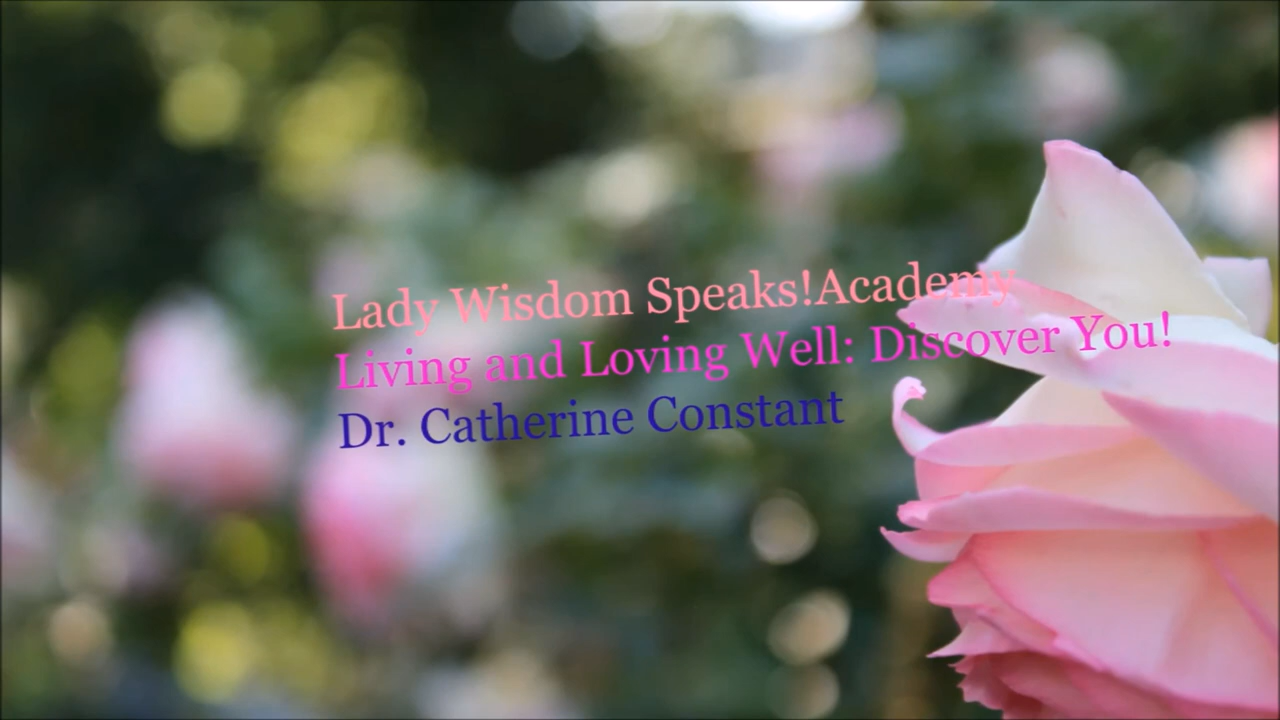 Lady Wisdom Speaks!Academy
Living and Loving Well: Discover You!
Dr. Catherine Constant